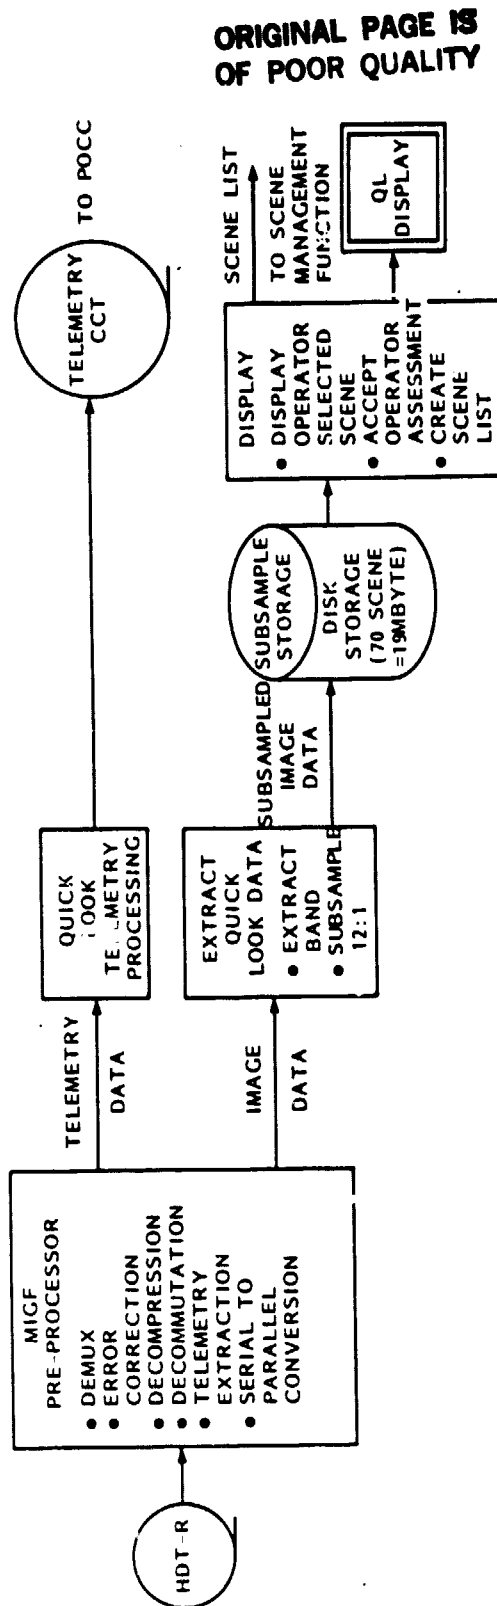 ORIGINAL PAGE IS
OF POOR QUALITY
HDT-R
MIGF
PRE-PROCESSOR
• DEMUX
• ERROR
CORRECTION
• DECOMPRESSION
• DECOMMUTATION
• TELEMETRY
EXTRACTION
• SERIAL TO
PARALLEL
CONVERSION
TELEMETRY
DATA
QUICK
LOOK
TELEMETRY
PROCESSING
TELEMETRY
CCT
TO POCC
IMAGE
DATA
EXTRACT
QUICK
LOOK DATA
• EXTRACT
BAND
• SUBSAMPLE
12:1
SUBSAMPLED
IMAGE
DATA
SUBSAMPLE
STORAGE
DISK
STORAGE
(70 SCENE
=19MBYTE)
DISPLAY
• DISPLAY
OPERATOR
SELECTED
SCENE
• ACCEPT
OPERATOR
ASSESSMENT
• CREATE
SCENE
LIST
SCENE LIST
TO SCENE
MANAGEMENT
FUNCTION
QL
DISPLAY